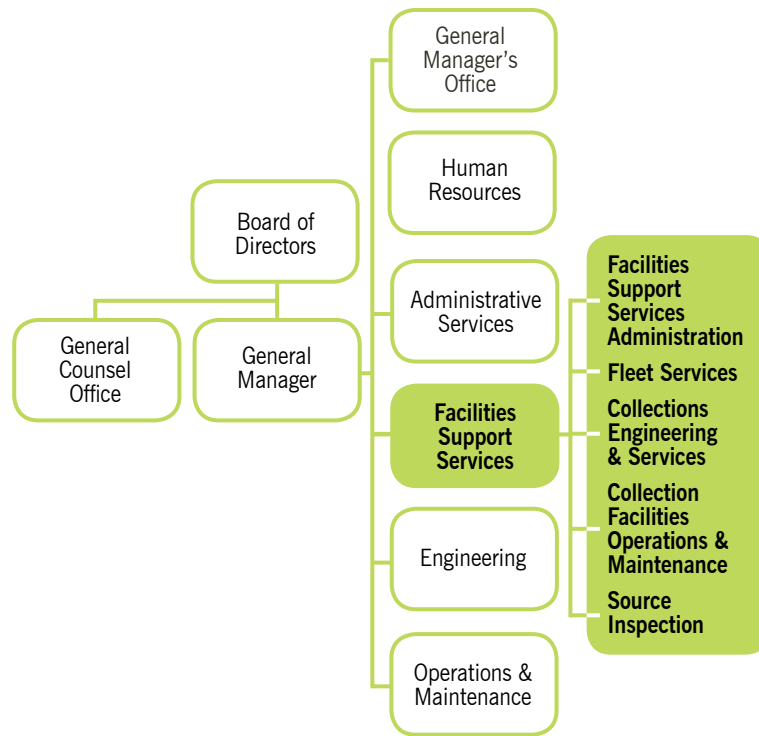 General
Manager’s
Office
Human
Resources
Board of
Directors
Administrative
Services
General
Counsel
Office
General
Manager
Facilities
Support
Services
Engineering
Operations &
Maintenance
Facilities
Support
Services
Administration
Fleet Services
Collections
Engineering
& Services
Collection
Facilities
Operations &
Maintenance
Source
Inspection